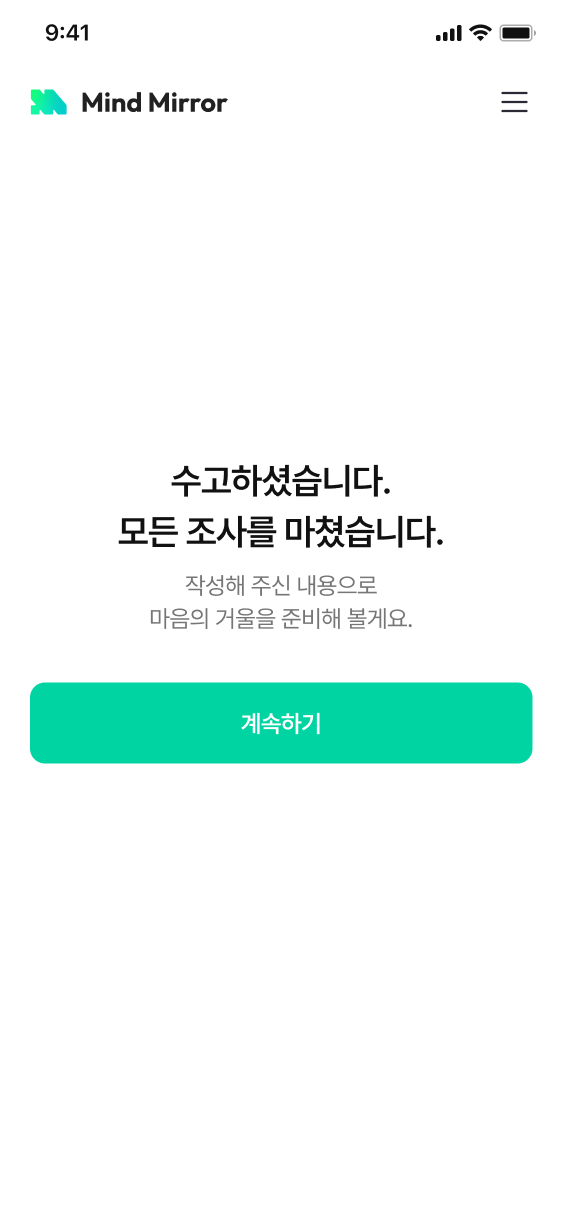 9:41
Mind Mirror
수고하셨습니다.
모든 조사를 마쳤습니다.
작성해 주신 내용으로
마음의 거울을 준비해 볼게요.
계속하기